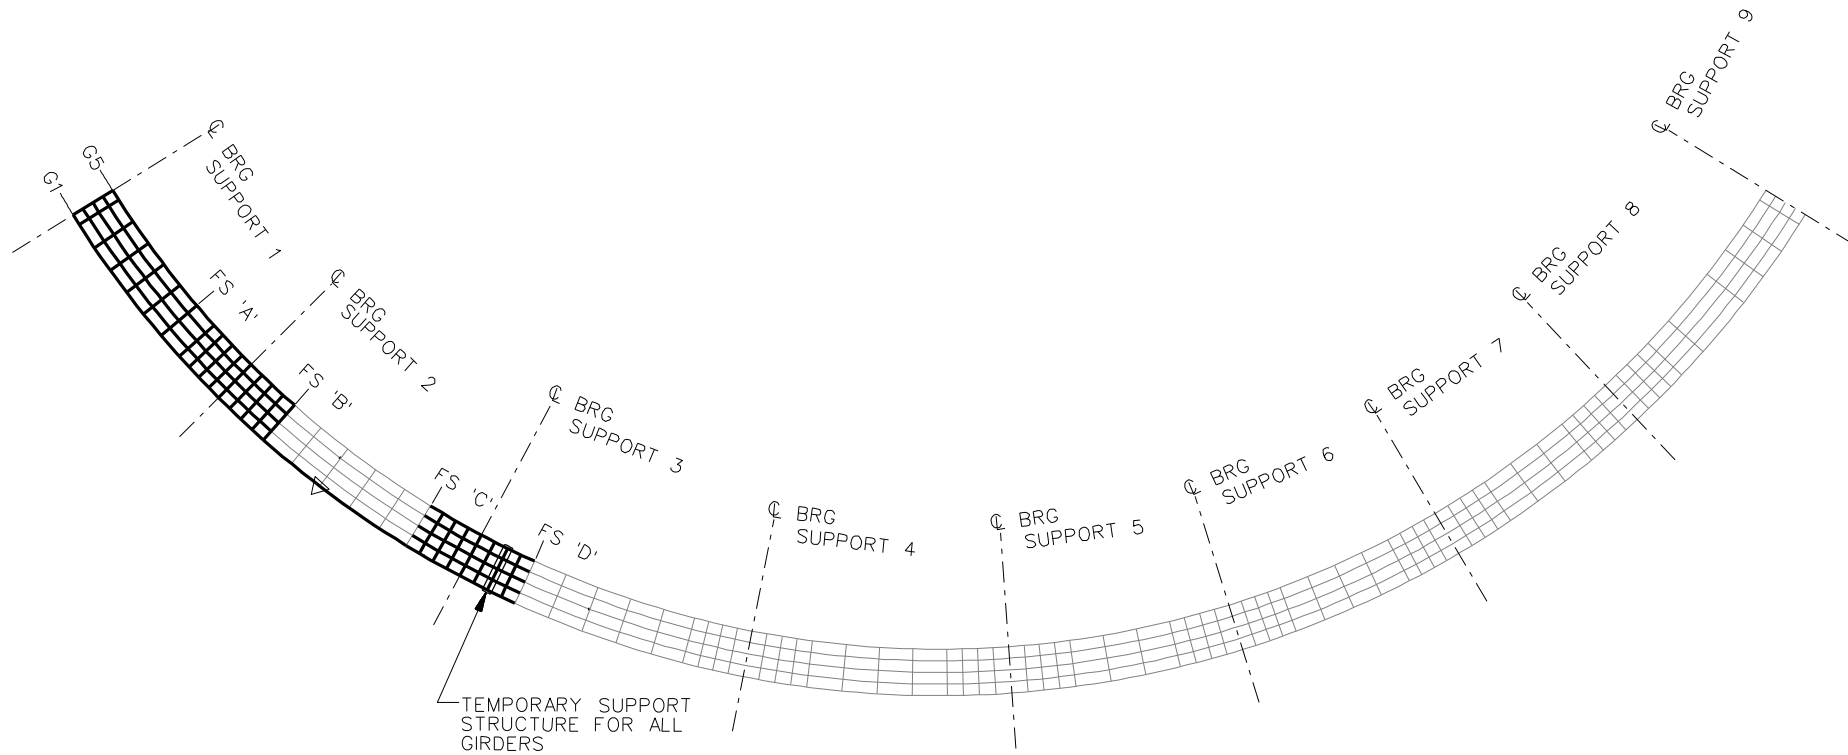 G1
G5
℄ BRG
SUPPORT 1
FS 'A'
℄ BRG
SUPPORT 2
FS 'B'
℄ BRG
SUPPORT 3
FS 'C'
FS 'D'
TEMPORARY SUPPORT
STRUCTURE FOR ALL
GIRDERS
℄ BRG
SUPPORT 4
℄ BRG
SUPPORT 5
℄ BRG
SUPPORT 6
℄ BRG
SUPPORT 7
℄ BRG
SUPPORT 8
℄ BRG
SUPPORT 9